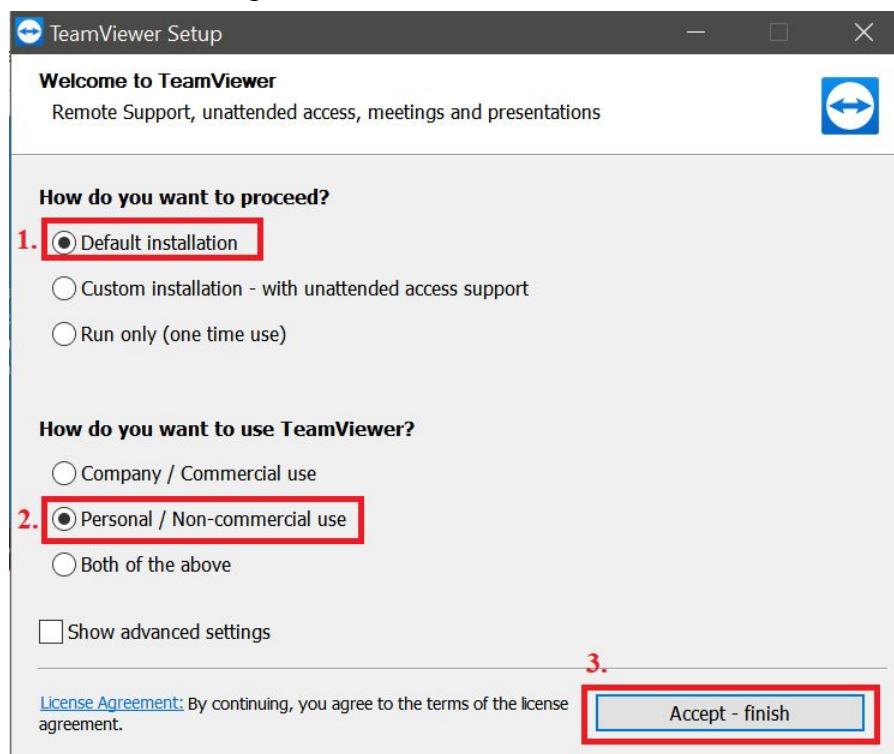 TeamViewer Setup
Welcome to TeamViewer
Remote Support, unattended access, meetings and presentations
How do you want to proceed?
1. Default installation
Custom installation - with unattended access support
Run only (one time use)
How do you want to use TeamViewer?
Company / Commercial use
2. Personal / Non-commercial use
Both of the above
Show advanced settings
3.
License Agreement: By continuing, you agree to the terms of the license
agreement.
Accept - finish